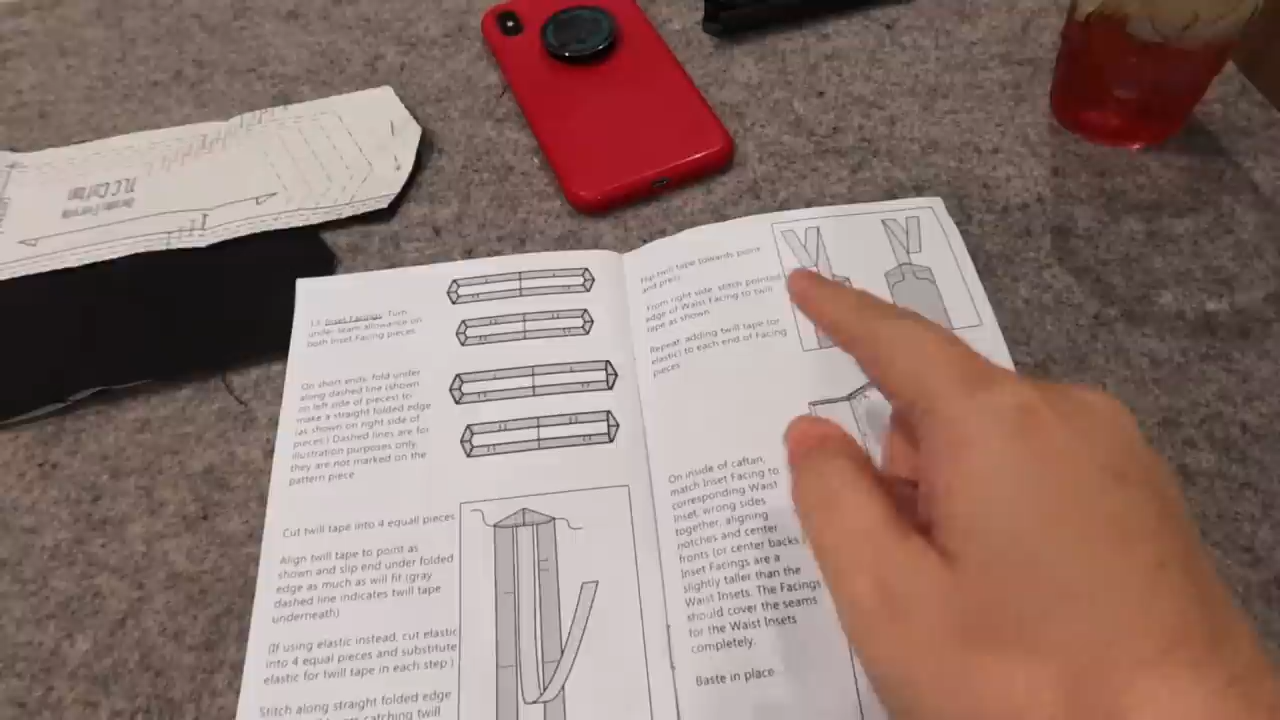 TLC Caftan
13. Inset Facings: Turn
under seam allowance on
both Inset Facing pieces.
On short ends, fold under
along dashed line (shown
on left side of pieces) to
make a straight folded edge
(as shown on right side of
pieces.) Dashed lines are for
illustration purposes only,
they are not marked on the
pattern piece.
Cut twill tape into 4 equall pieces
Align twill tape to point as
shown and slip end under folded
edge as much as will fit (gray
dashed line indicates twill tape
underneath)
(If using elastic instead, cut elastic
into 4 equal pieces and substitute
elastic for twill tape in each step.)
Stitch along straight folded edge
catching twill
Flip twill tape towards point
and press.
From right side, stitch pointed
edge of Waist Facing to twill
tape as shown.
Repeat, adding twill tape (or
elastic) to each end of Facing
pieces.
On inside of caftan,
match Inset Facing to
corresponding Waist
Inset, wrong sides
together, aligning
notches and center
fronts (or center backs.)
Inset Facings are a
slightly taller than the
Waist Insets. The Facings
should cover the seams
for the Waist Insets
completely.
Baste in place